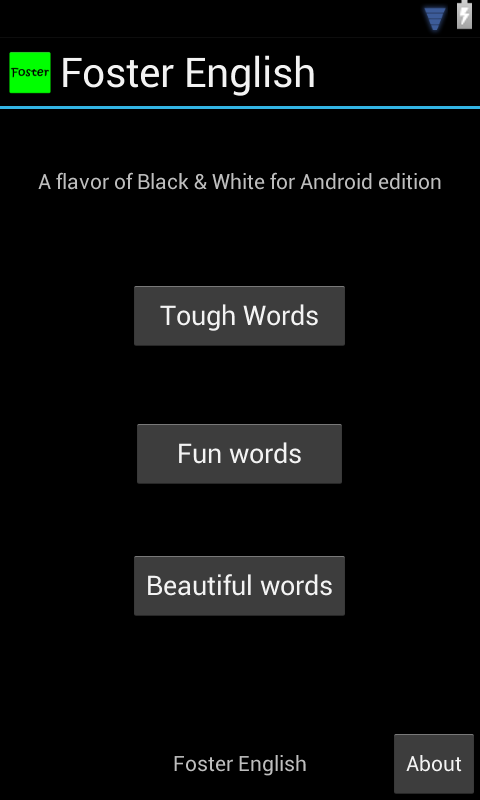 Foster
Foster English
A flavor of Black & White for Android edition
Tough Words
Fun words
Beautiful words
Foster English
About